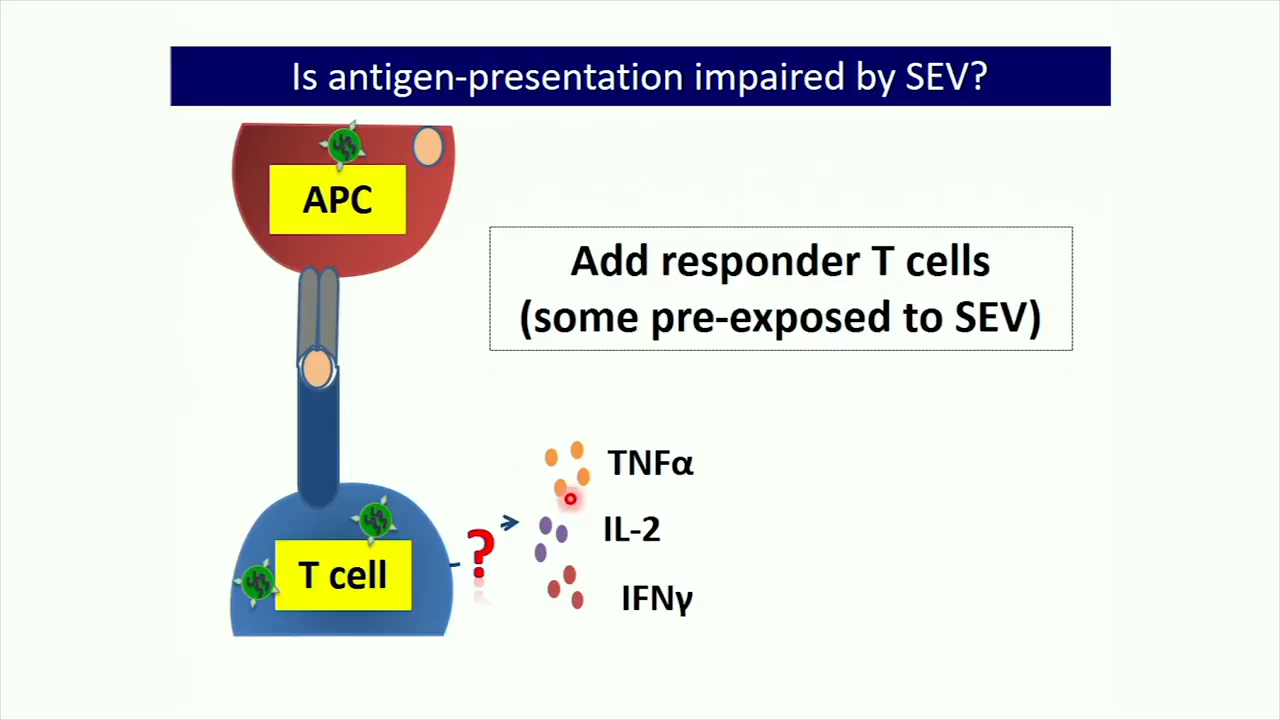 Is antigen-presentation impaired by SEV?
APC
Add responder T cells
(some pre-exposed to SEV)
TNFα
IL-2
?
T cell
IFNγ